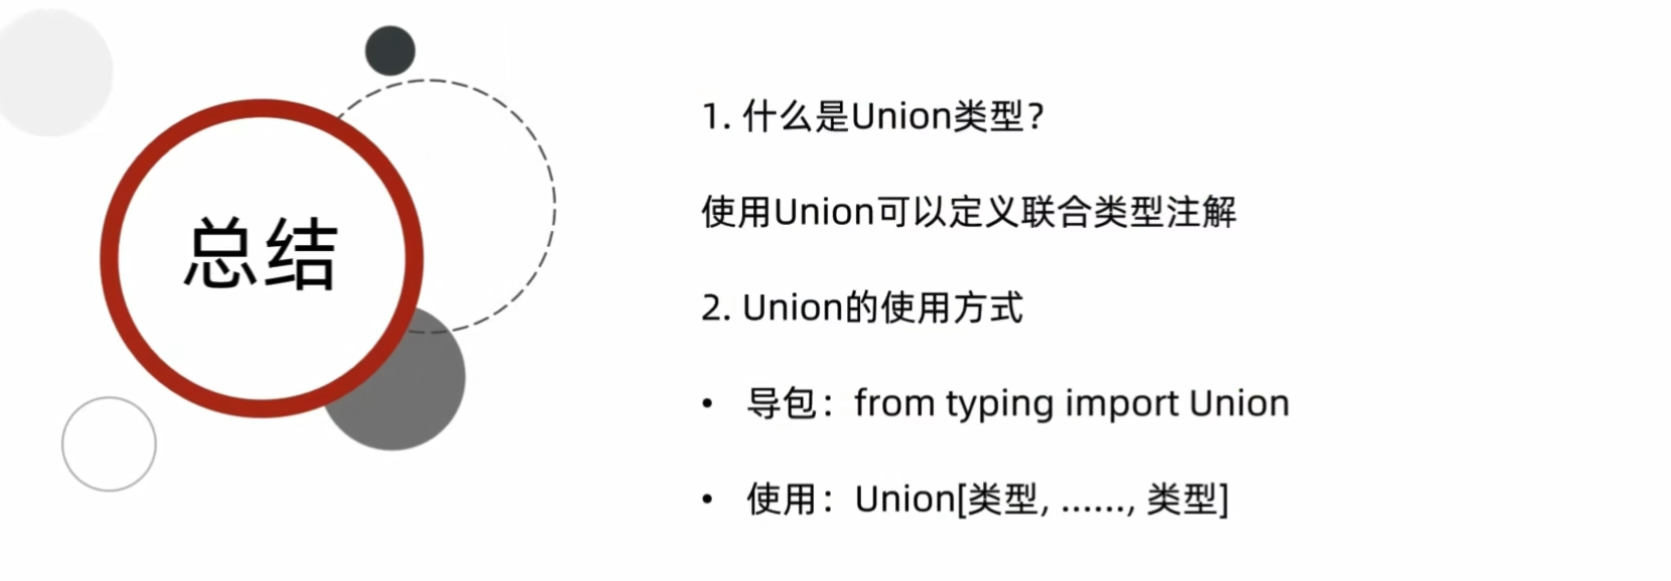 总结
1. 什么是Union类型?
使用Union可以定义联合类型注解
2. Union的使用方式
• 导包：from typing import Union
• 使用：Union[类型, ......, 类型]